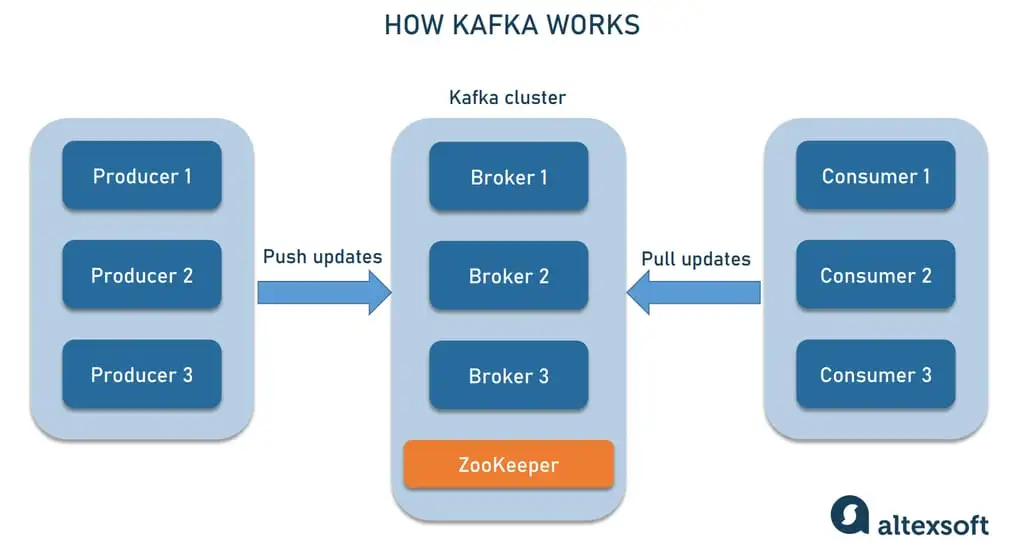 HOW KAFKA WORKS
Kafka cluster
Producer 1
Producer 2
Producer 3
Push updates
Broker 1
Broker 2
Broker 3
ZooKeeper
Pull updates
Consumer 1
Consumer 2
Consumer 3
altexsoft